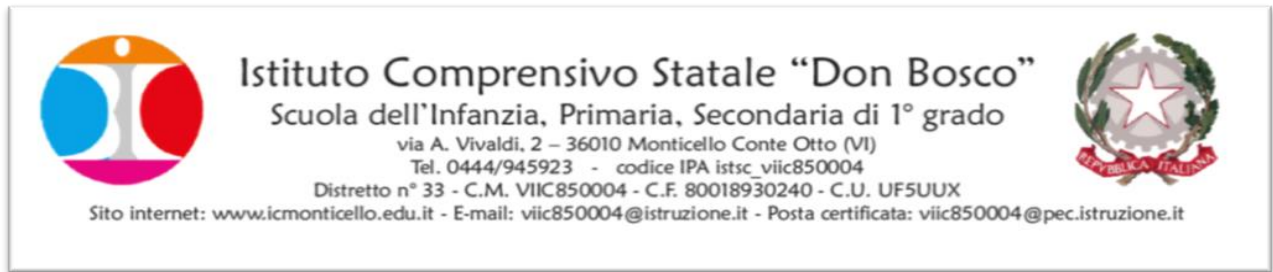 Istituto Comprensivo Statale “Don Bosco”
Scuola dell'Infanzia, Primaria, Secondaria di 1° grado
via A. Vivaldi, 2 – 36010 Monticello Conte Otto (VI)
Tel. 0444/945923 - codice IPA istsc_viic850004
Distretto n° 33 - C.M. VIIC850004 - C.F. 80018930240 - C.U. UF5UUX
Sito internet: www.icmonticello.edu.it - E-mail: viic850004@istruzione.it - Posta certificata: viic850004@pec.istruzione.it
REPVBBLICA ITALIANA